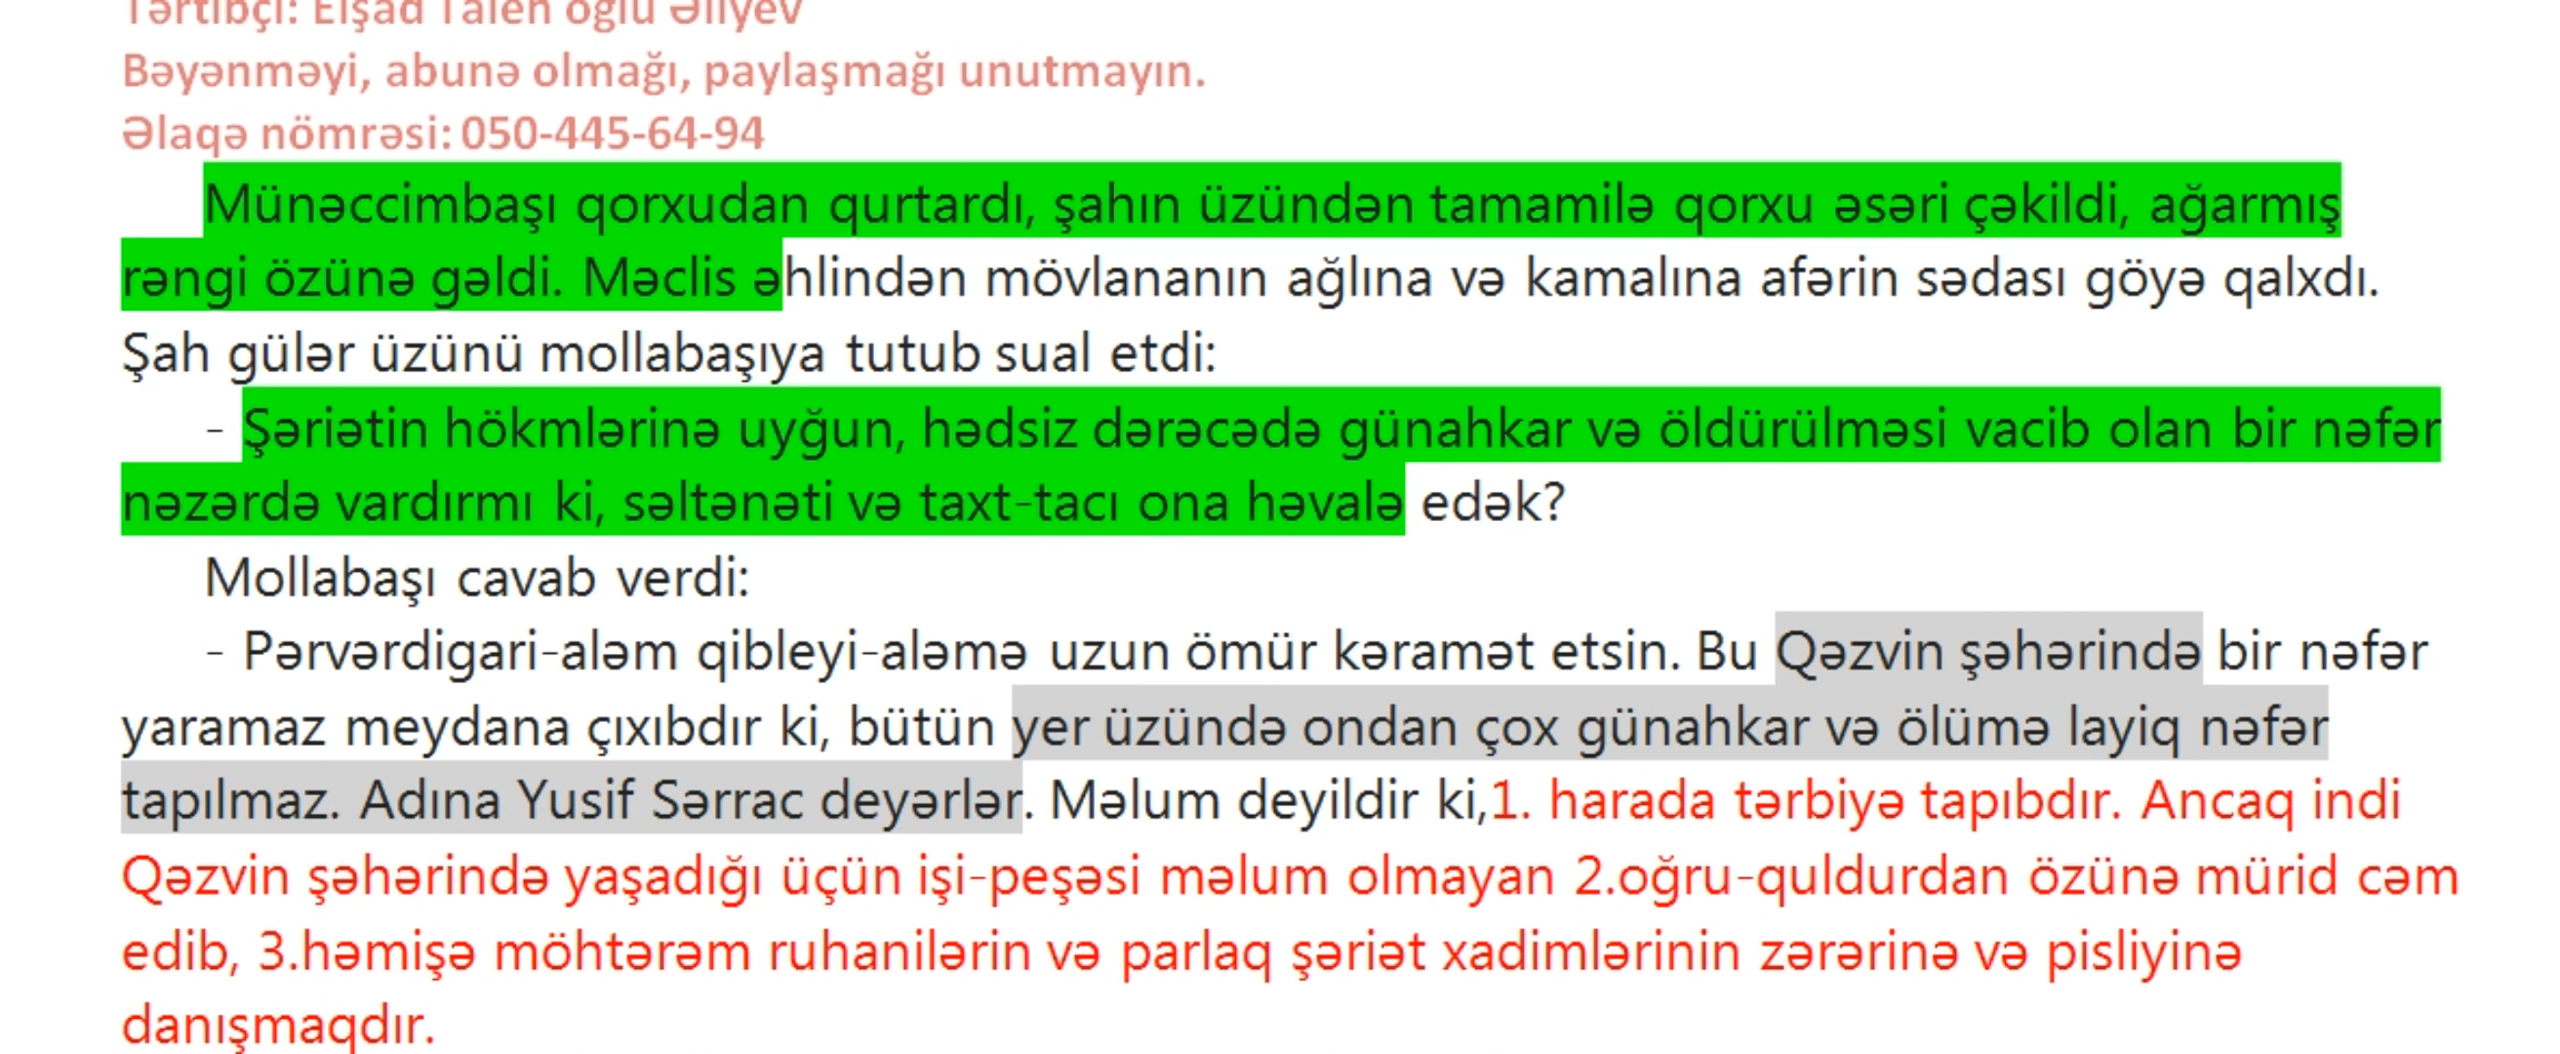 Tərtibçi: Elşad Taleh oğlu Əliyev
Bəyənməyi, abunə olmağı, paylaşmağı unutmayın.
Əlaqə nömrəsi: 050-445-64-94
Münəccimbaşı qorxudan qurtardı, şahın üzündən tamamilə qorxu əsəri çəkildi, ağarmış
rəngi özünə gəldi. Məclis əhlindən mövlananın ağlına və kamalına afərin sədası göyə qalxdı.
Şah gülər üzünü mollabaşıya tutub sual etdi:
- Şəriətin hökmlərinə uyğun, hədsiz dərəcədə günahkar və öldürülməsi vacib olan bir nəfər
nəzərdə vardırmı ki, səltənəti və taxt-tacı ona həvalə edək?
Mollabaşı cavab verdi:
- Pərvərdigari-aləm qibleyi-aləmə uzun ömür kəramət etsin. Bu Qəzvin şəhərində bir nəfər
yaramaz meydana çıxıbdır ki, bütün yer üzündə ondan çox günahkar və ölümə layiq nəfər
tapılmaz. Adına Yusif Sərrac deyərlər. Məlum deyildir ki,1. harada tərbiyə tapıbdır. Ancaq indi
Qəzvin şəhərində yaşadığı üçün işi-peşəsi məlum olmayan 2.oğru-quldurdan özünə mürid cəm
edib, 3.həmişə möhtərəm ruhanilərin və parlaq şəriət xadimlərinin zərərinə və pisliyinə
danışmaqdır.